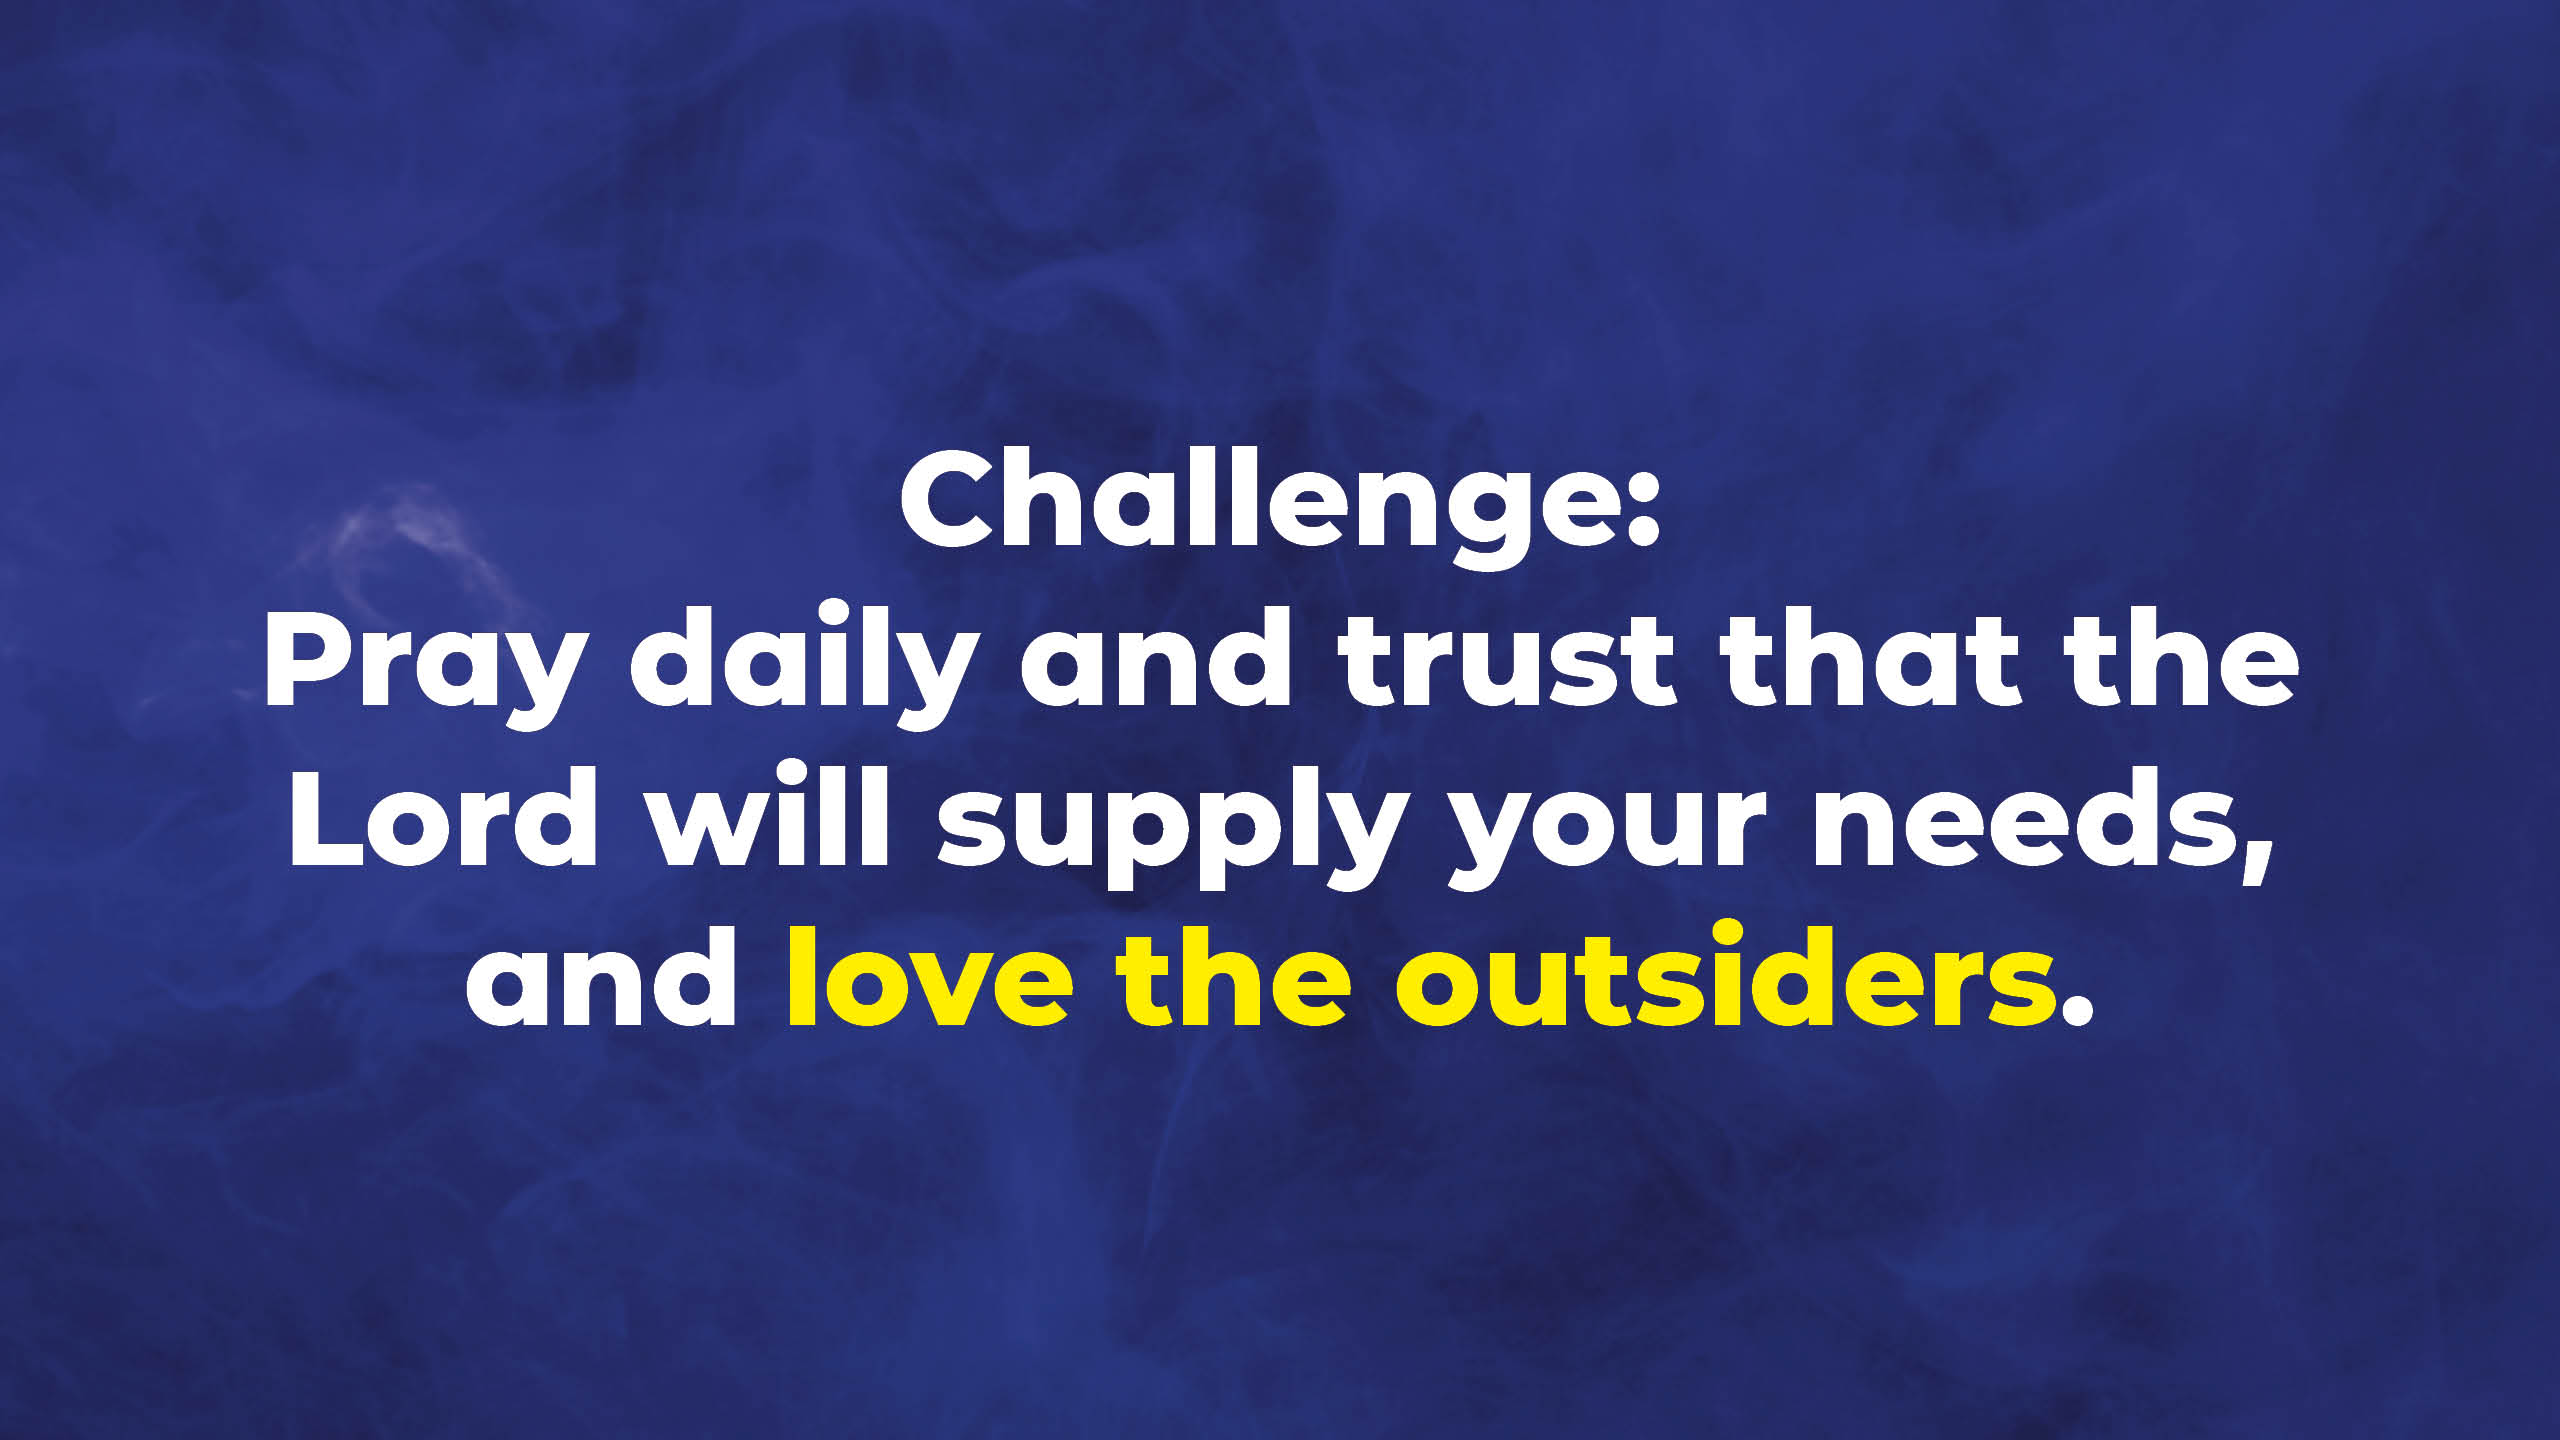 Challenge:
Pray daily and trust that the
Lord will supply your needs,
and love the outsiders.